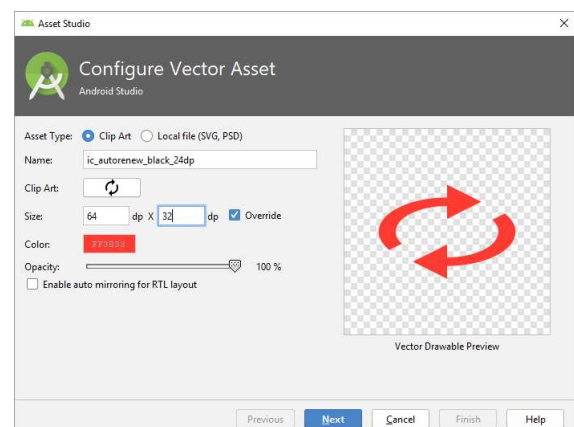 Asset Studio
Configure Vector Asset
Android Studio
Asset Type: Clip Art Local file (SVG, PSD)
Name: ic_autorenew_black_24dp
Clip Art:
Size: 64 dp X 32 dp Override
Color: FF3B33
Opacity: 100 %
Enable auto mirroring for RTL layout
Vector Drawable Preview
Previous Next Cancel Finish Help